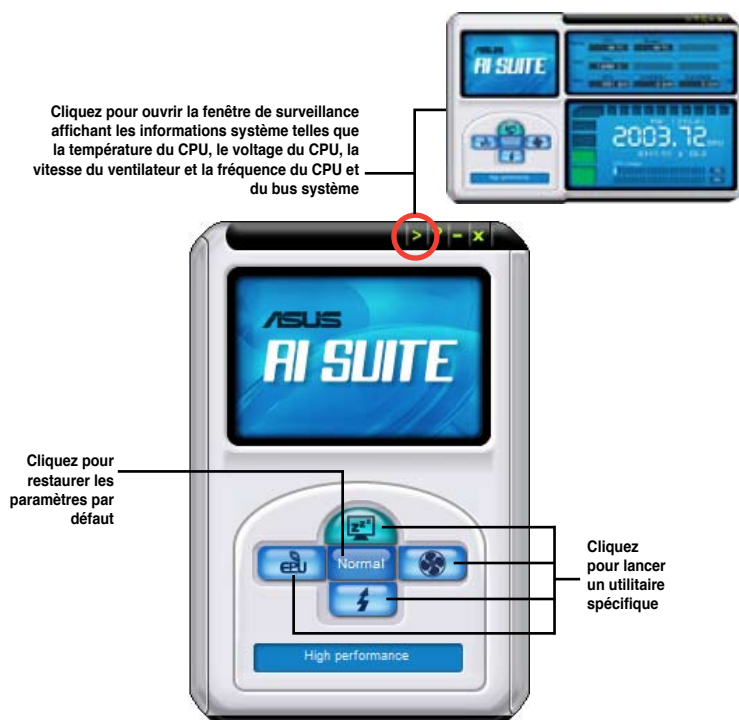 ASUS
AI SUITE
2003.72
Cliquez pour ouvrir la fenêtre de surveillance
affichant les informations système telles que
la température du CPU, le voltage du CPU, la
vitesse du ventilateur et la fréquence du CPU et
du bus système
> ? - x
ASUS
AI SUITE
Cliquez pour
restaurer les
paramètres par
défaut
zzz
EPU
Normal
High performance
Cliquez
pour lancer
un utilitaire
spécifique